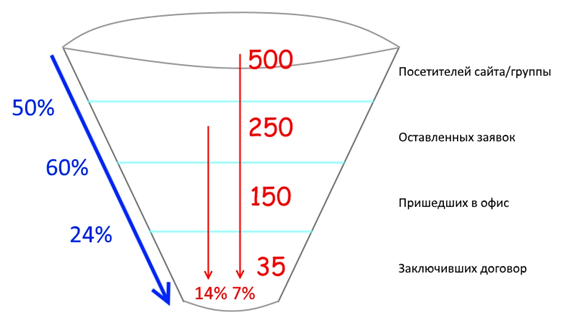 500
Посетителей сайта/группы
50%
250
Оставленных заявок
60%
150
Пришедших в офис
24%
35
Заключивших договор
14% 7%